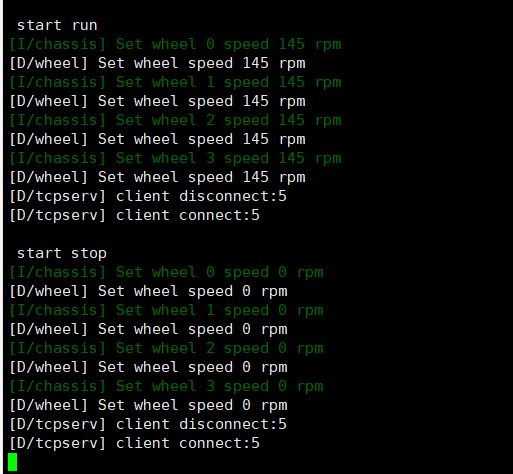 start run
[I/chassis] Set wheel 0 speed 145 rpm
[D/wheel] Set wheel speed 145 rpm
[I/chassis] Set wheel 1 speed 145 rpm
[D/wheel] Set wheel speed 145 rpm
[I/chassis] Set wheel 2 speed 145 rpm
[D/wheel] Set wheel speed 145 rpm
[I/chassis] Set wheel 3 speed 145 rpm
[D/wheel] Set wheel speed 145 rpm
[D/tcpserv] client disconnect:5
[D/tcpserv] client connect:5
start stop
[I/chassis] Set wheel 0 speed 0 rpm
[D/wheel] Set wheel speed 0 rpm
[I/chassis] Set wheel 1 speed 0 rpm
[D/wheel] Set wheel speed 0 rpm
[I/chassis] Set wheel 2 speed 0 rpm
[D/wheel] Set wheel speed 0 rpm
[I/chassis] Set wheel 3 speed 0 rpm
[D/wheel] Set wheel speed 0 rpm
[D/tcpserv] client disconnect:5
[D/tcpserv] client connect:5